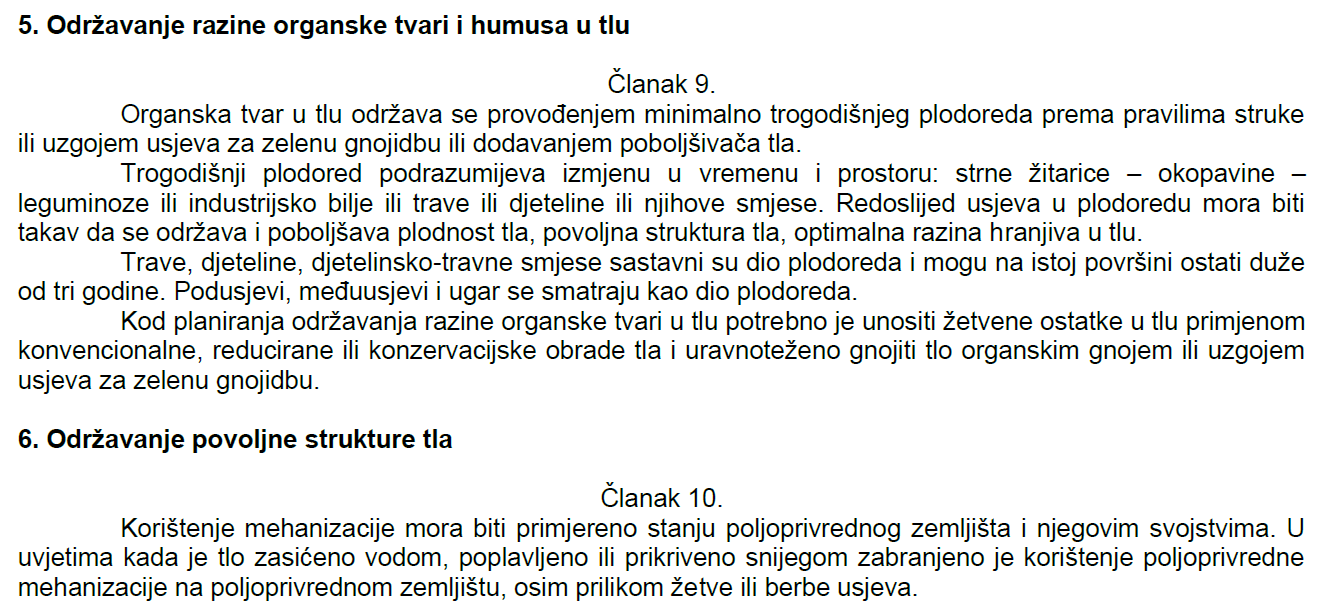 5. Održavanje razine organske tvari i humusa u tlu
Članak 9.
Organska tvar u tlu održava se provođenjem minimalno trogodišnjeg plodoreda prema pravilima struke
ili uzgojem usjeva za zelenu gnojidbu ili dodavanjem poboljšivača tla.
Trogodišnji plodored podrazumijeva izmjenu u vremenu i prostoru: strne žitarice – okopavine –
leguminoze ili industrijsko bilje ili trave ili djeteline ili njihove smjese. Redoslijed usjeva u plodoredu mora biti
takav da se održava i poboljšava plodnost tla, povoljna struktura tla, optimalna razina hranjiva u tlu.
Trave, djeteline, djetelinsko-travne smjese sastavni su dio plodoreda i mogu na istoj površini ostati duže
od tri godine. Podusjevi, međuusjevi i ugar se smatraju kao dio plodoreda.
Kod planiranja održavanja razine organske tvari u tlu potrebno je unositi žetvene ostatke u tlu primjenom
konvencionalne, reducirane ili konzervacijske obrade tla i uravnoteženo gnojiti tlo organskim gnojem ili uzgojem
usjeva za zelenu gnojidbu.
6. Održavanje povoljne strukture tla
Članak 10.
Korištenje mehanizacije mora biti primjereno stanju poljoprivrednog zemljišta i njegovim svojstvima. U
uvjetima kada je tlo zasićeno vodom, poplavljeno ili prikriveno snijegom zabranjeno je korištenje poljoprivredne
mehanizacije na poljoprivrednom zemljištu, osim prilikom žetve ili berbe usjeva.